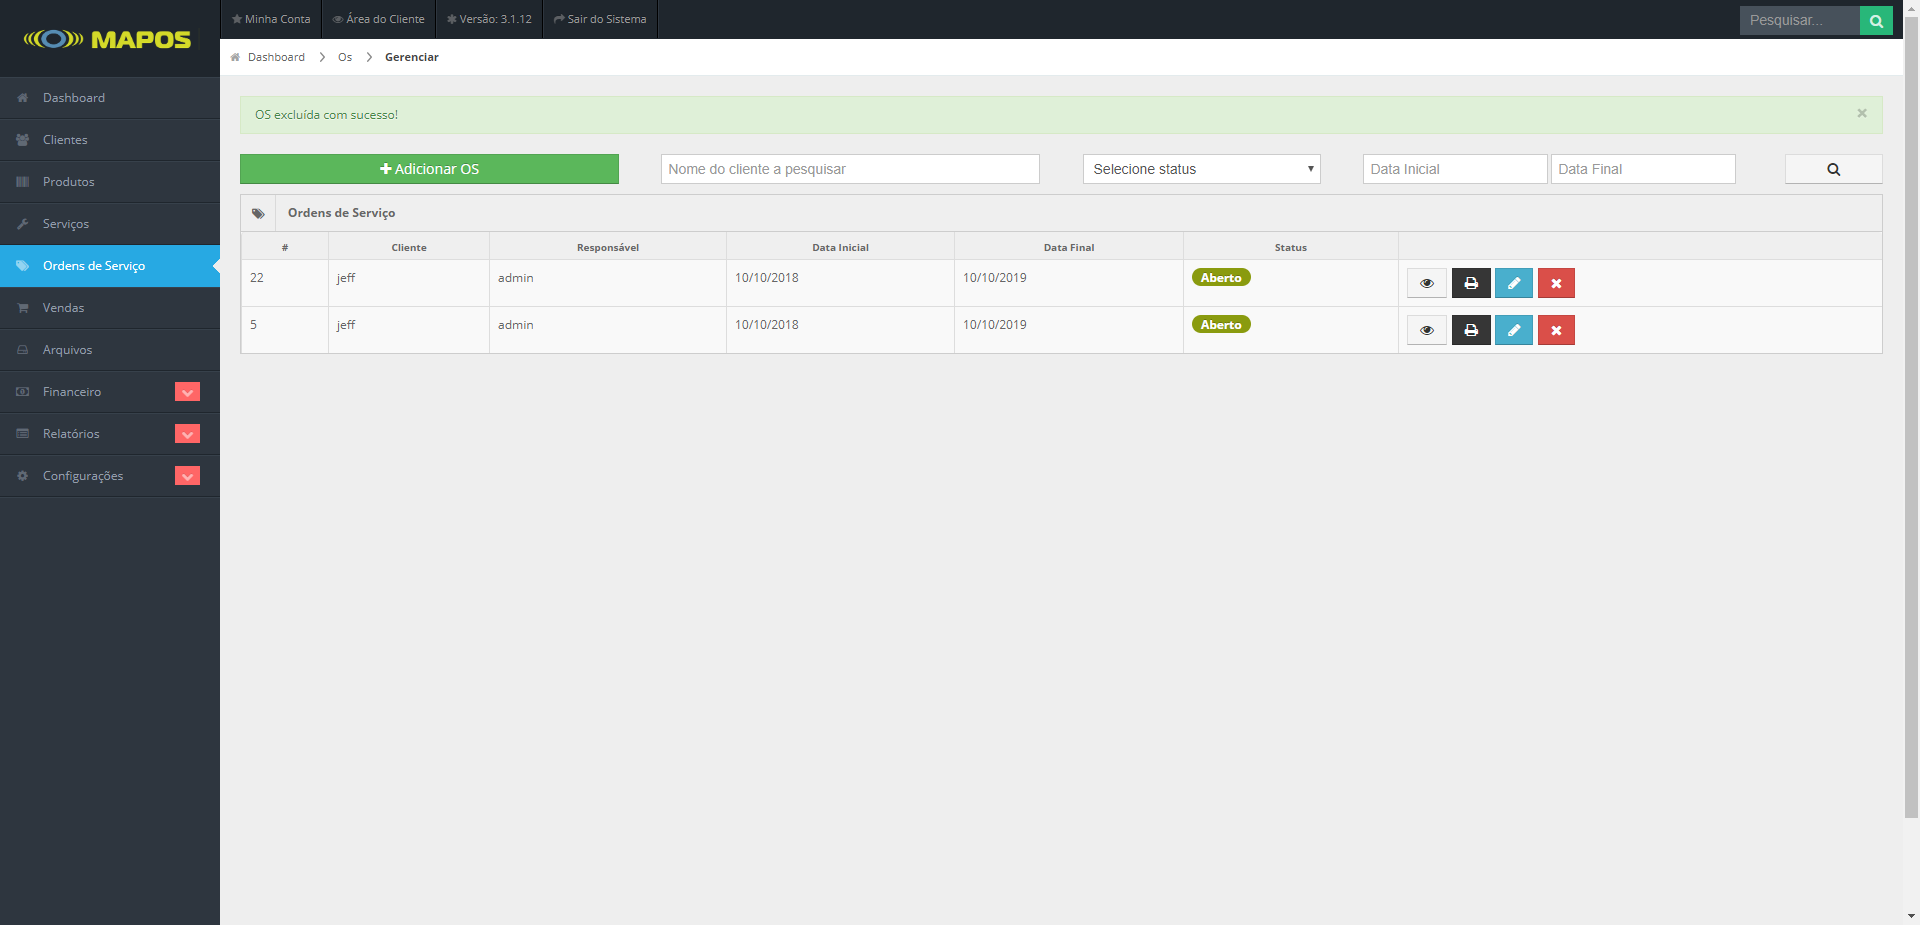 MAPOS
Minha Conta
Área do Cliente
Versão: 3.1.12
Sair do Sistema
Pesquisar...
Dashboard
Os
Gerenciar
Dashboard
Clientes
Produtos
Serviços
Ordens de Serviço
Vendas
Arquivos
Financeiro
Relatórios
Configurações
OS excluída com sucesso!
×
Adicionar OS
Nome do cliente a pesquisar
Selecione status
Data Inicial
Data Final
Ordens de Serviço
# Cliente Responsável Data Inicial Data Final Status
22 jeff admin 10/10/2018 10/10/2019 Aberto
5 jeff admin 10/10/2018 10/10/2019 Aberto